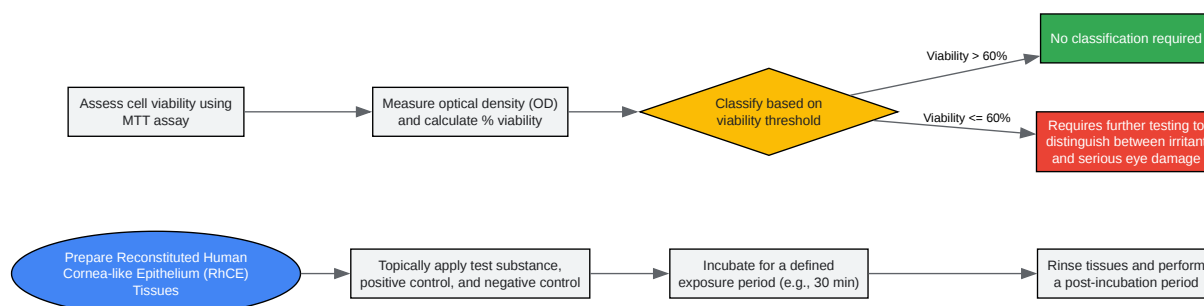 No classification required
Viability > 60%
Assess cell viability using
MTT assay
Measure optical density (OD)
and calculate % viability
Classify based on
viability threshold
Viability <= 60%
Requires further testing to
distinguish between irritant
and serious eye damage
Prepare Reconstituted Human
Cornea-like Epithelium (RhCE)
Tissues
Topically apply test substance,
positive control, and negative control
Incubate for a defined
exposure period (e.g., 30 min)
Rinse tissues and perform
a post-incubation period